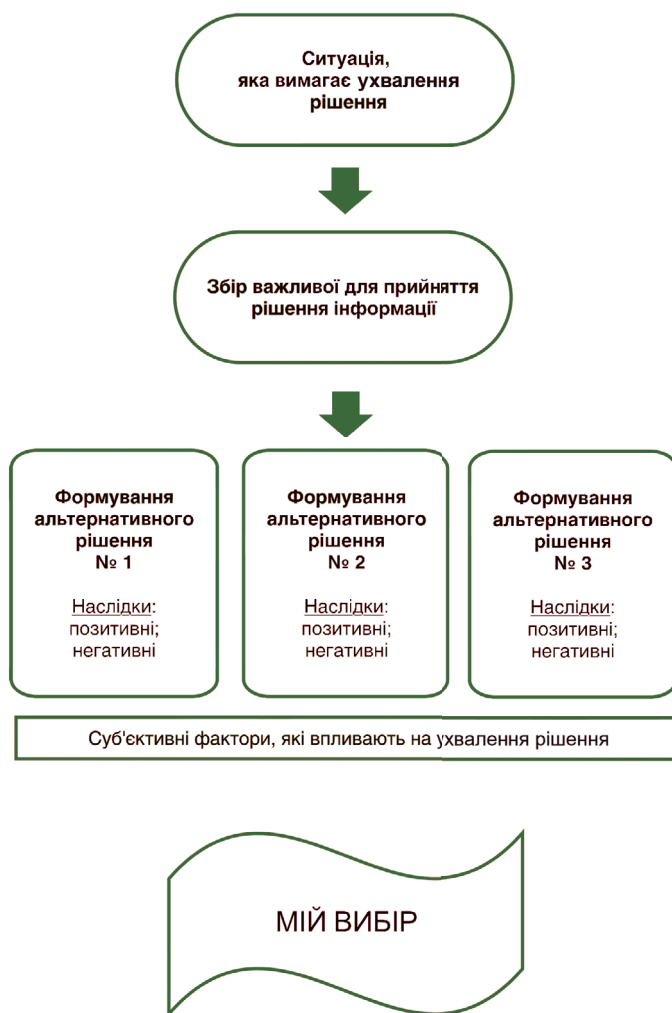 Ситуація,
яка вимагає ухвалення
рішення
Збір важливої для прийняття
рішення інформації
Формування
альтернативного
рішення
№ 1
Наслідки:
позитивні;
негативні
Формування
альтернативного
рішення
№ 2
Наслідки:
позитивні;
негативні
Формування
альтернативного
рішення
№ 3
Наслідки:
позитивні;
негативні
Суб'єктивні фактори, які впливають на ухвалення рішення
МІЙ ВИБІР